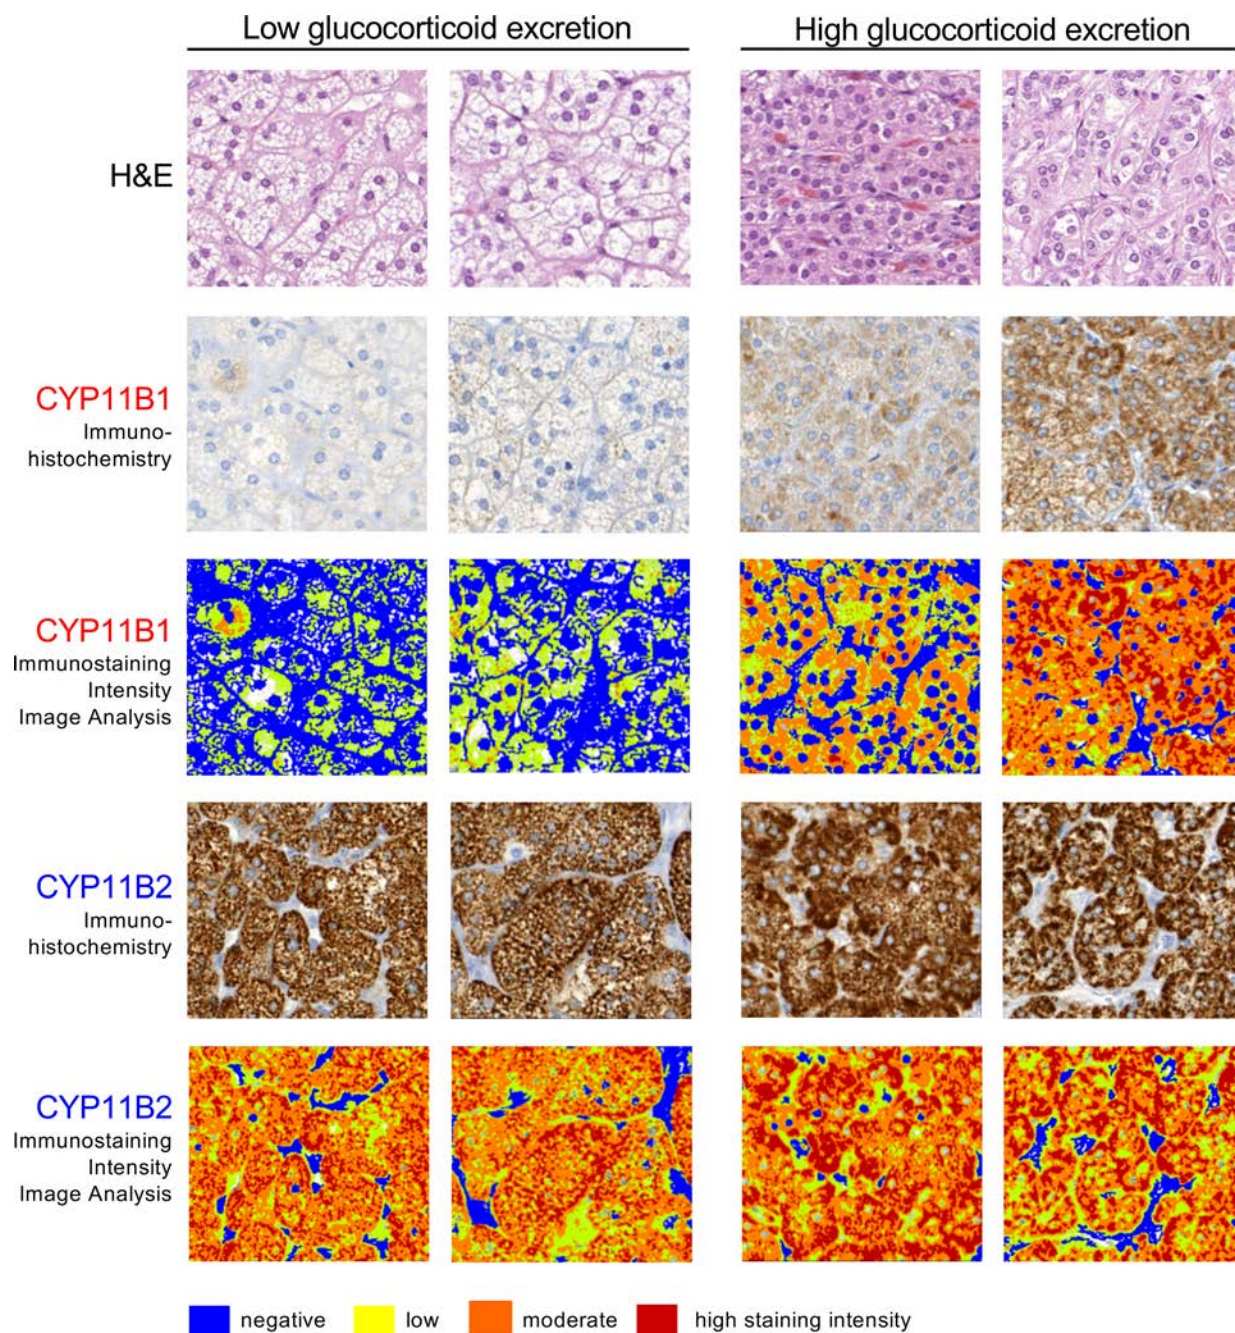 Low glucocorticoid excretion
High glucocorticoid excretion
H&E
CYP11B1
Immuno-
histochemistry
CYP11B1
Immunostaining
Intensity
Image Analysis
CYP11B2
Immuno-
histochemistry
CYP11B2
Immunostaining
Intensity
Image Analysis
negative low moderate high staining intensity